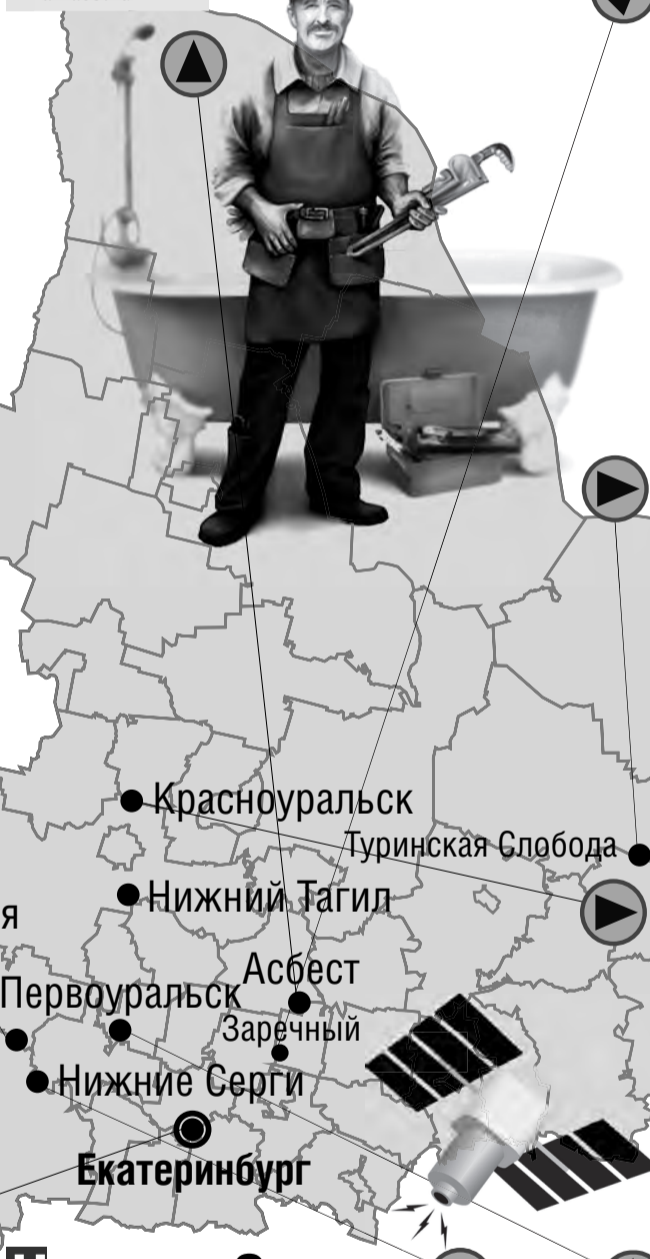 Красноуральск
Туринская Слобода
Нижний Тагил
я
Асбест
Первоуральск
Заречный
Нижние Серги
Екатеринбург